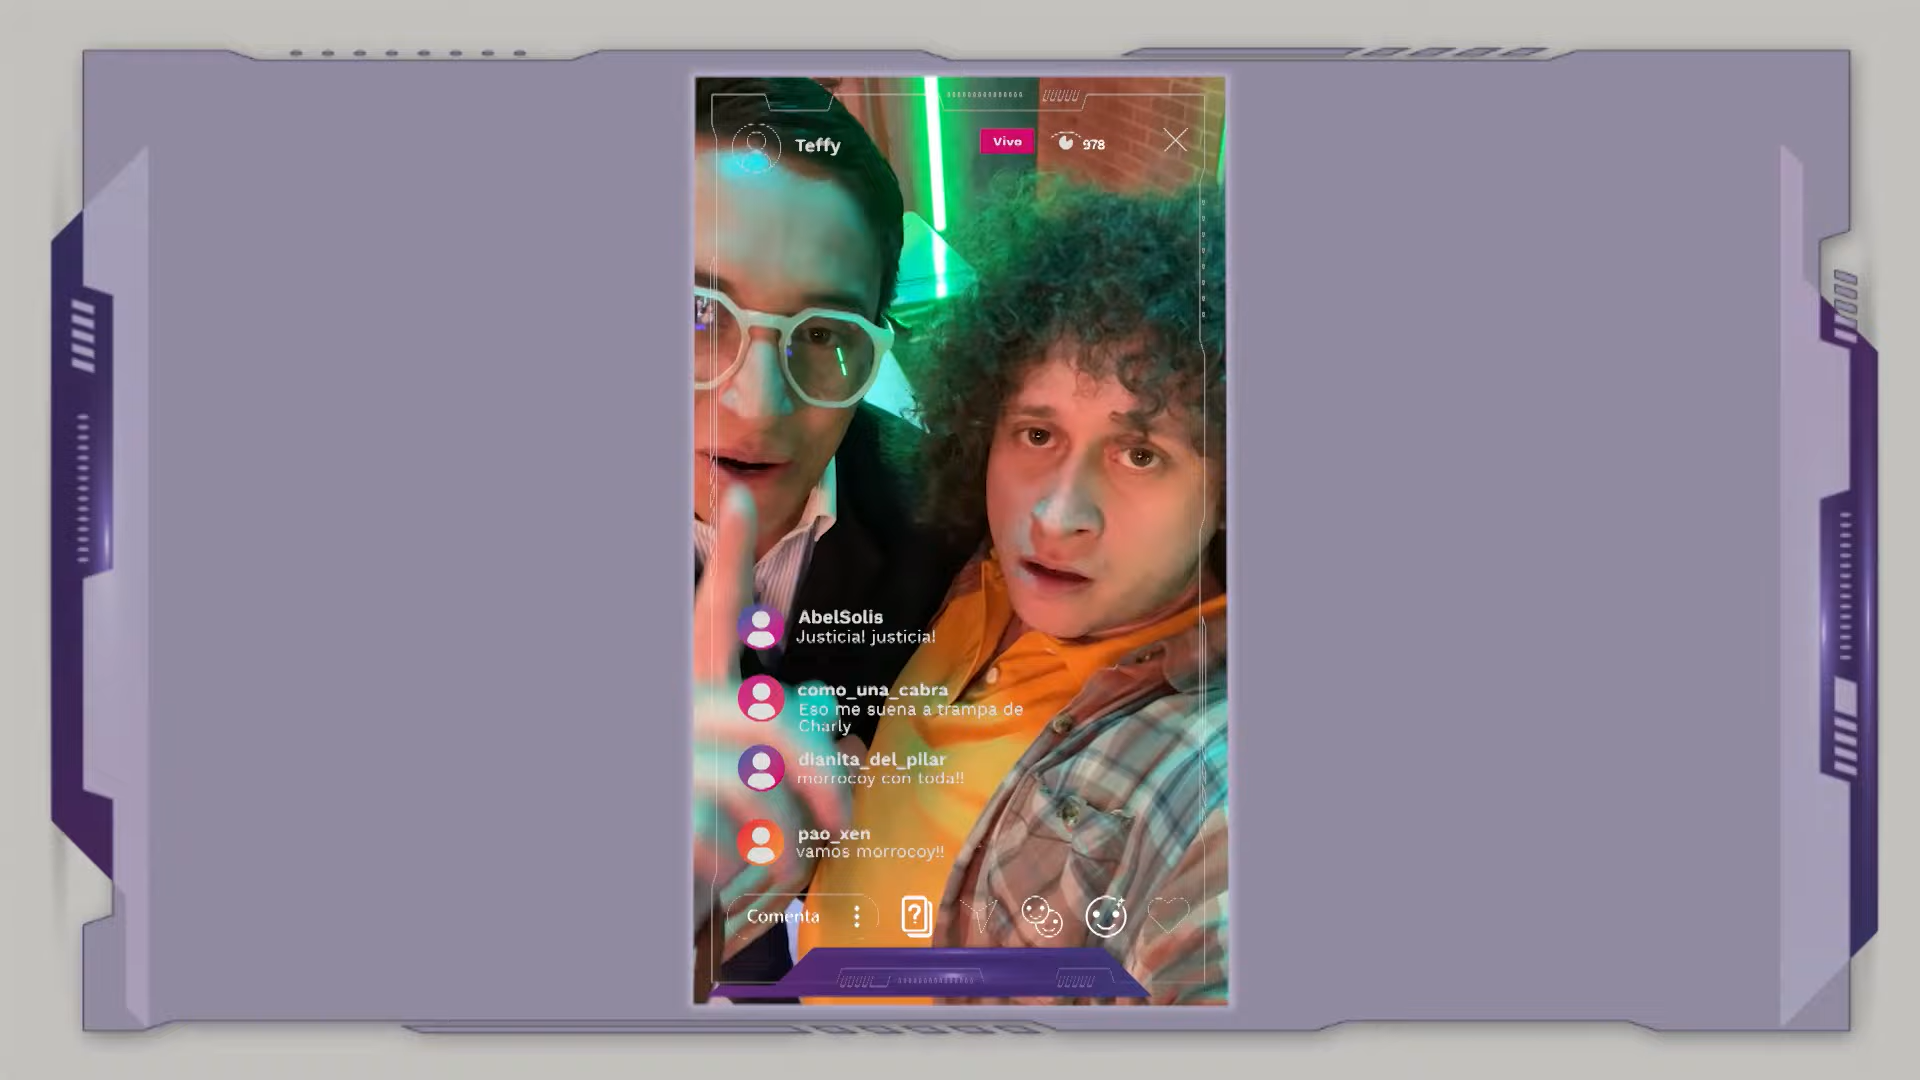 Teffy
Vivo
978
AbelSolis
Justicia! justicia!
como_una_cabra
Eso me suena a trampa de
Charly
dianita_del_pilar
morrocoy con toda!!
pao_xen
vamos morrocoy!!
Comenta